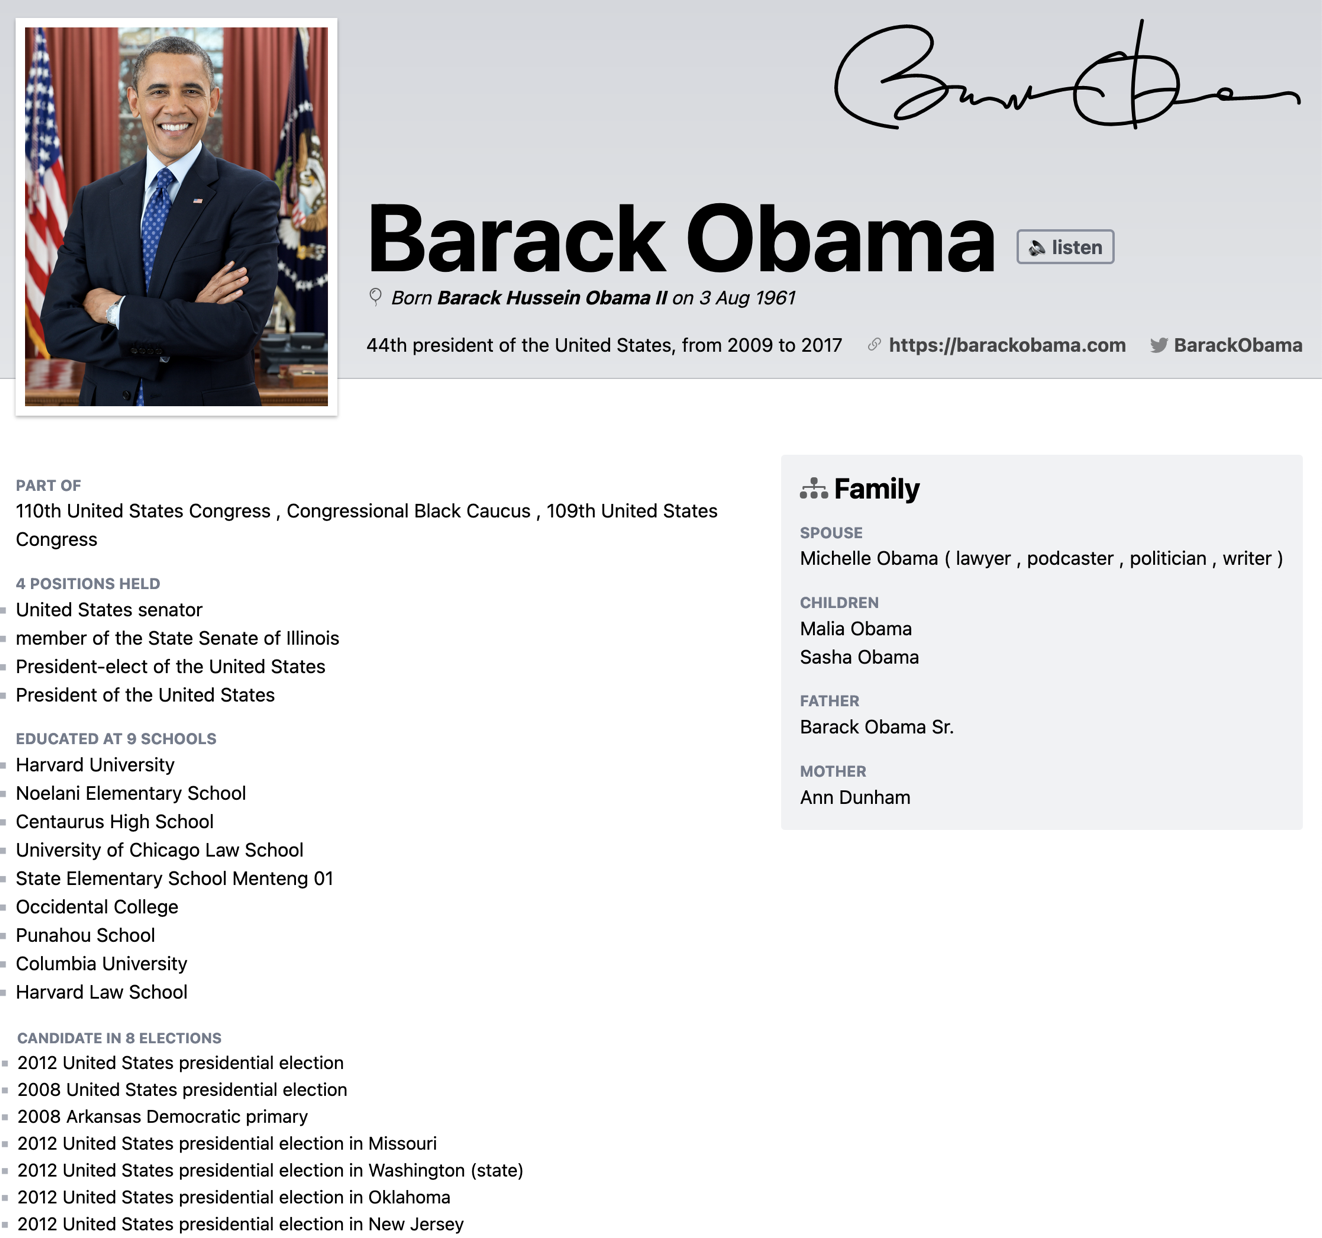 Barack Obama
Barack Obama
listen
Born Barack Hussein Obama II on 3 Aug 1961
44th president of the United States, from 2009 to 2017
https://barackobama.com
BarackObama
PART OF
110th United States Congress , Congressional Black Caucus , 109th United States
Congress
4 POSITIONS HELD
United States senator
member of the State Senate of Illinois
President-elect of the United States
President of the United States
EDUCATED AT 9 SCHOOLS
Harvard University
Noelani Elementary School
Centaurus High School
University of Chicago Law School
State Elementary School Menteng 01
Occidental College
Punahou School
Columbia University
Harvard Law School
CANDIDATE IN 8 ELECTIONS
2012 United States presidential election
2008 United States presidential election
2008 Arkansas Democratic primary
2012 United States presidential election in Missouri
2012 United States presidential election in Washington (state)
2012 United States presidential election in Oklahoma
2012 United States presidential election in New Jersey
Family
SPOUSE
Michelle Obama ( lawyer , podcaster , politician , writer )
CHILDREN
Malia Obama
Sasha Obama
FATHER
Barack Obama Sr.
MOTHER
Ann Dunham